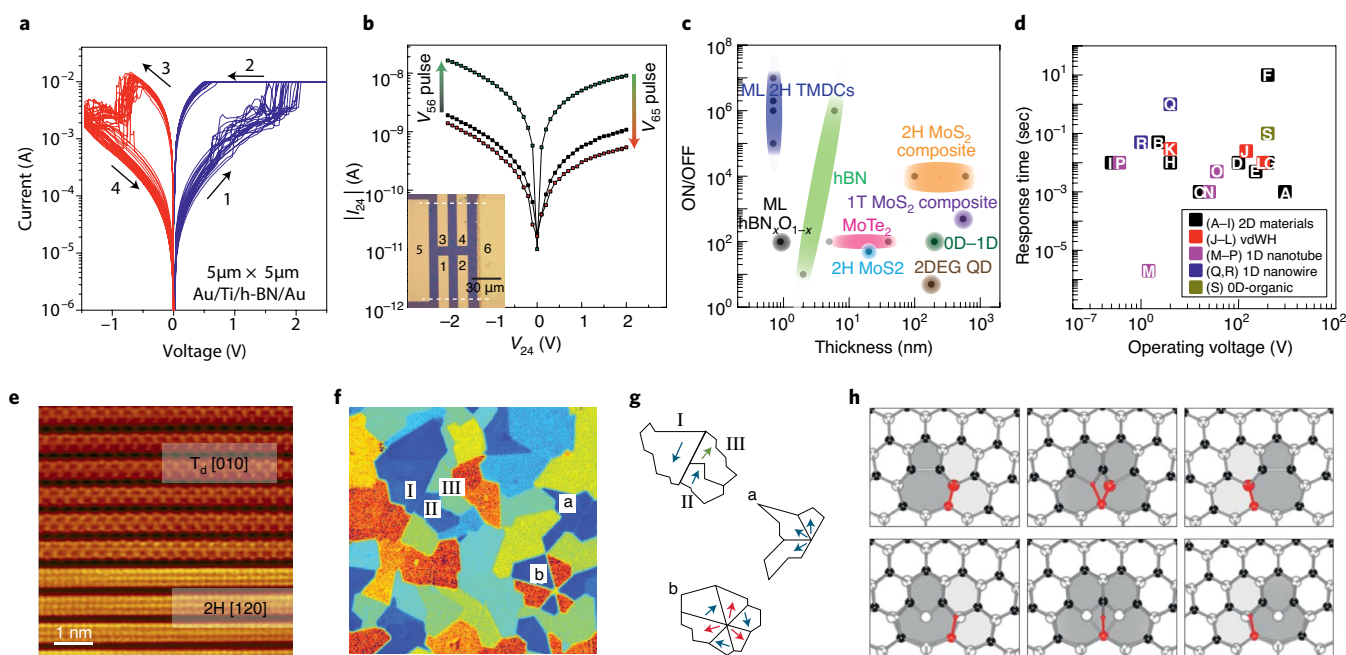 a
Current (A)
10⁻²
10⁻³
10⁻⁴
10⁻⁵
10⁻⁶
3
2
4
1
5μm × 5μm
Au/Ti/h-BN/Au
−1
0
1
2
Voltage (V)
b
|I₂₄| (A)
10⁻⁸
10⁻⁹
10⁻¹⁰
10⁻¹¹
10⁻¹²
V₅₆ pulse
V₆₅ pulse
3
4
5
6
1
2
30 μm
−2
−1
0
1
2
V₂₄ (V)
c
ON/OFF
10⁸
10⁶
10⁴
10²
10⁰
ML 2H TMDCs
2H MoS₂
composite
hBN
1T MoS₂ composite
ML
hBNₓO₁₋ₓ
MoTe₂
0D–1D
2H MoS2
2DEG QD
10⁰
10¹
10²
10³
Thickness (nm)
d
Response time (sec)
10¹
10⁻¹
10⁻³
10⁻⁵
F
Q
S
R
B
K
J
I
P
H
D
L
G
O
E
C
N
A
M
(A–I) 2D materials
(J–L) vdWH
(M–P) 1D nanotube
(Q,R) 1D nanowire
(S) 0D-organic
10⁻⁷
10⁰
10²
10²
Operating voltage (V)
e
T_d [010]
2H [120]
1 nm
f
I
III
II
a
b
g
I
III
II
a
b
h